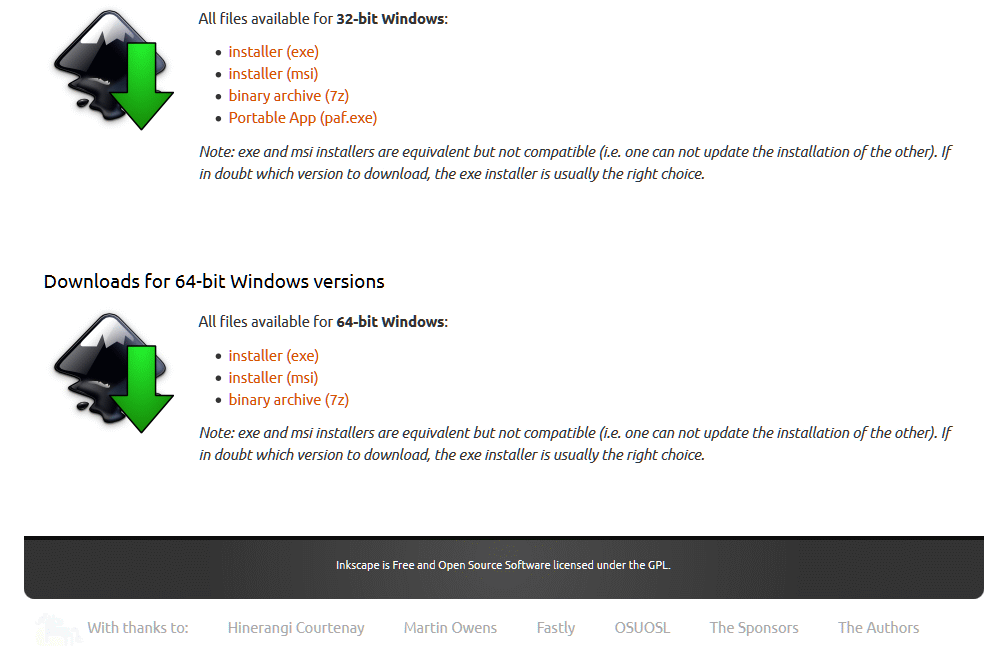 All files available for 32-bit Windows:
installer (exe)
installer (msi)
binary archive (7z)
Portable App (paf.exe)
Note: exe and msi installers are equivalent but not compatible (i.e. one can not update the installation of the other). If
in doubt which version to download, the exe installer is usually the right choice.
Downloads for 64-bit Windows versions
All files available for 64-bit Windows:
installer (exe)
installer (msi)
binary archive (7z)
Note: exe and msi installers are equivalent but not compatible (i.e. one can not update the installation of the other). If
in doubt which version to download, the exe installer is usually the right choice.
Inkscape is Free and Open Source Software licensed under the GPL.
With thanks to: Hinerangi Courtenay Martin Owens Fastly OSUOSL The Sponsors The Authors